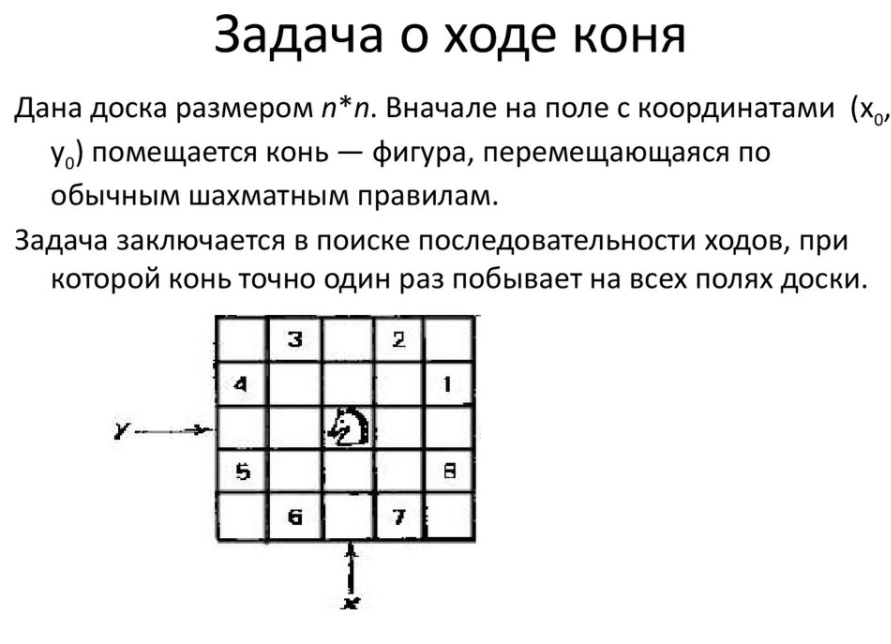 Задача о ходе коня
Дана доска размером n*n. Вначале на поле с координатами (x₀,
y₀) помещается конь — фигура, перемещающаяся по
обычным шахматным правилам.
Задача заключается в поиске последовательности ходов, при
которой конь точно один раз побывает на всех полях доски.
3 2
4 1
y
5 8
6 7
x